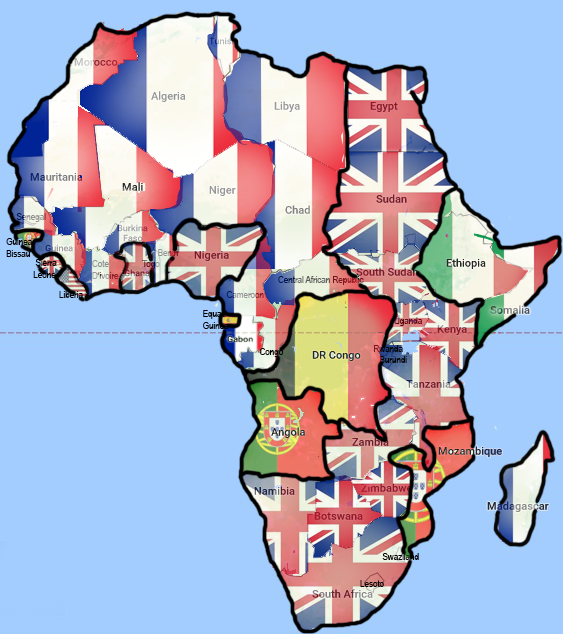 Tunis
Morocco
Algeria
Libya
Egypt
Mauritania
Mali
Niger
Chad
Sudan
Senegal
Guinea
Bissau
Guinea
Burkina
Faso
Sierra
Leone
Cote
D'Ivoire
Ghana
Togo
Benin
Nigeria
Liberia
Ethiopia
South Sudan
Central African Republic
Cameroon
Somalia
Equa
Guine
Uganda
Kenya
Gabon
Congo
DR Congo
Rwanda
Burundi
Tanzania
Angola
Zambia
Mozambique
Namibia
Zimbabwe
Botswana
Madagascar
Swaziland
Lesoto
South Africa